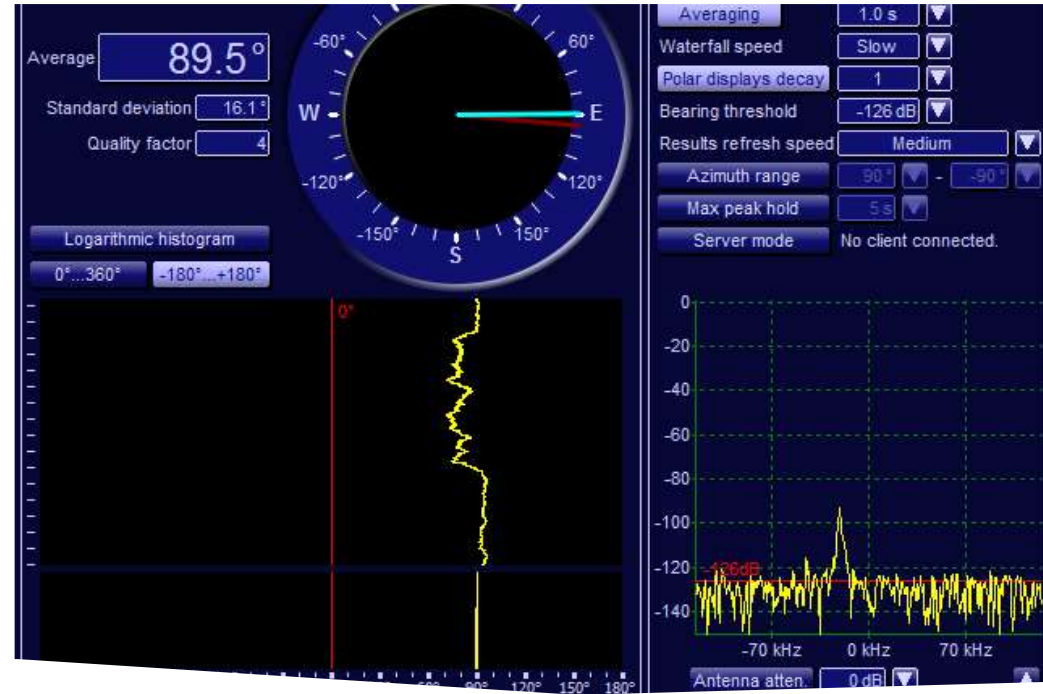 Average 89.5°
Standard deviation 16.1°
Quality factor 4
-60° 60°
W E
-120° 120°
-150° 150°
S
Logarithmic histogram
0°...360° -180°...+180°
0°
90° 120° 150° 180°
Averaging 1.0 s
Waterfall speed Slow
Polar displays decay 1
Bearing threshold -126 dB
Results refresh speed Medium
Azimuth range 90° - -90°
Max peak hold 5 s
Server mode No client connected.
0
-20
-40
-60
-80
-100
-120 -126dB
-140
-70 kHz 0 kHz 70 kHz
Antenna atten. 0 dB